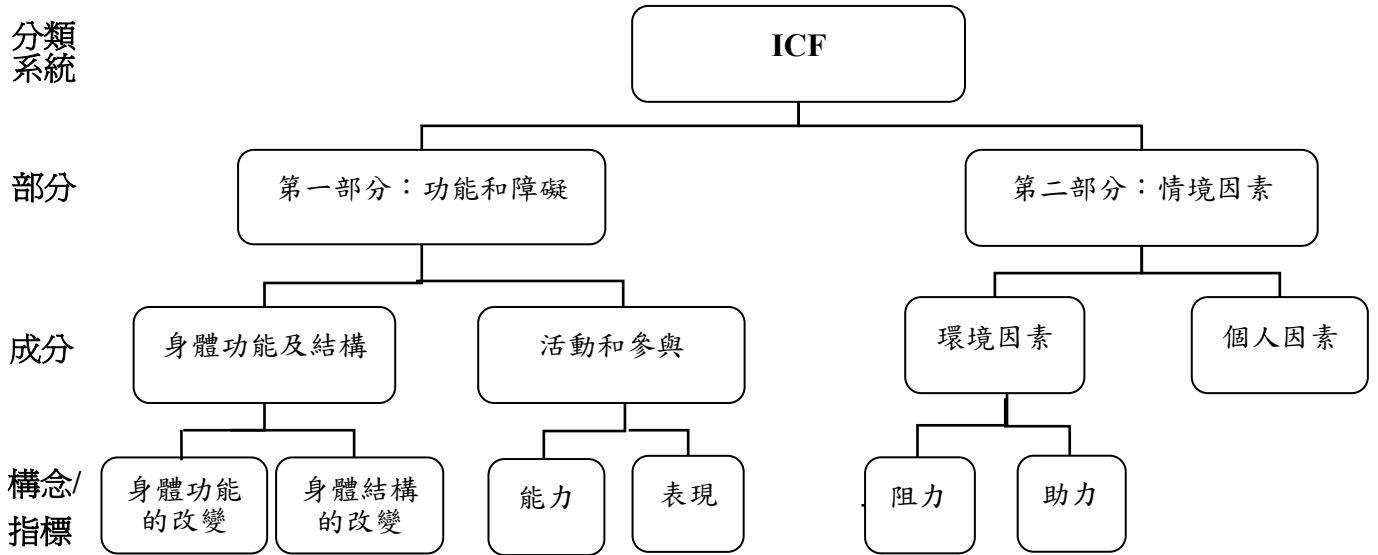 分類
系統
ICF
部分
第一部分：功能和障礙
第二部分：情境因素
成分
身體功能及結構
活動和參與
環境因素
個人因素
構念/
指標
身體功能
的改變
身體結構
的改變
能力
表現
阻力
助力